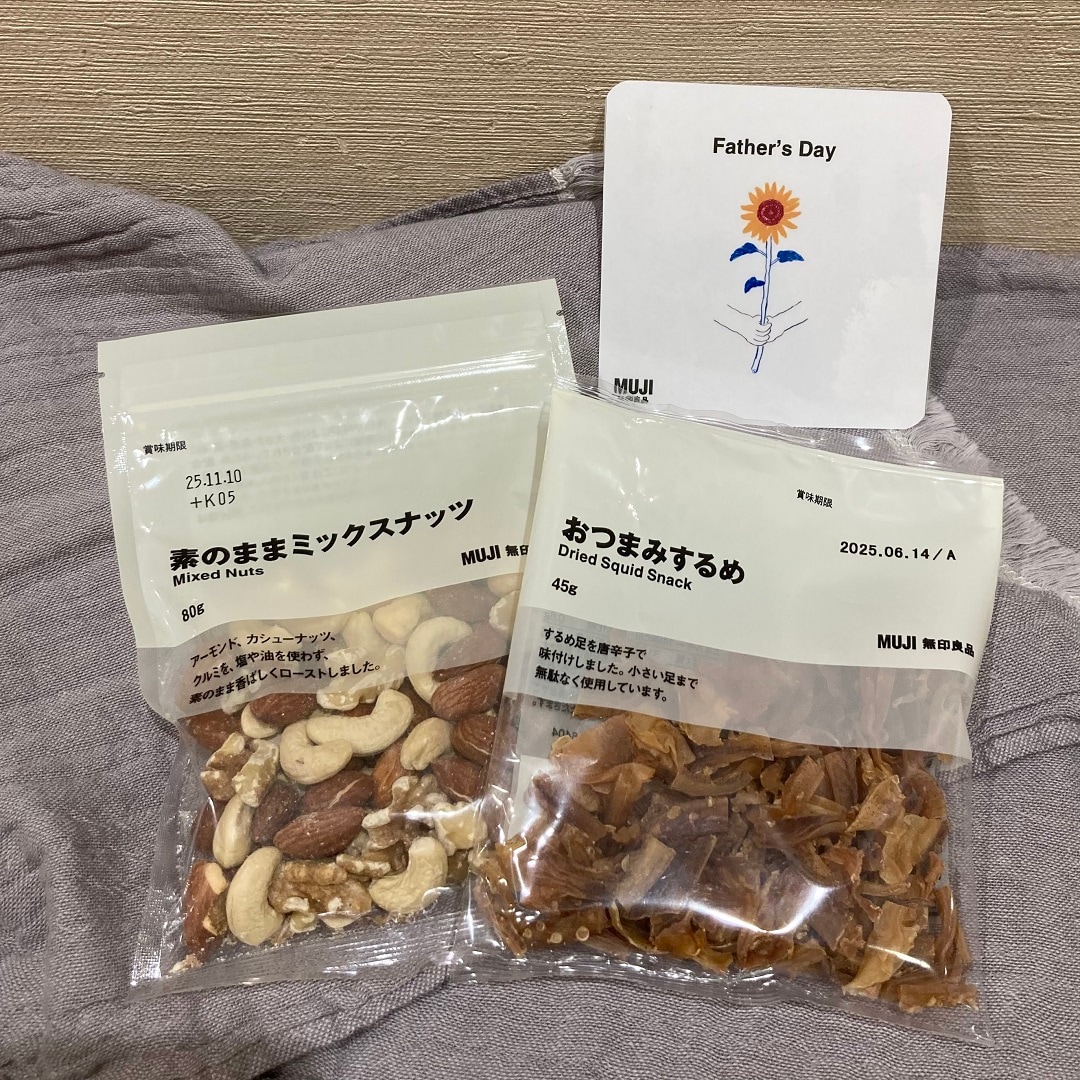 Father's Day
MUJI
無印良品
賞味期限
25.11.10
+K05
素のままミックスナッツ
Mixed Nuts
MUJI 無印
80g
アーモンド、カシューナッツ、
クルミを、塩や油を使わず、
素のまま香ばしくローストしました。
賞味期限
2025.06.14/A
おつまみするめ
Dried Squid Snack
45g
MUJI 無印良品
するめ足を唐辛子で
味付けしました。小さい足まで
無駄なく使用しています。